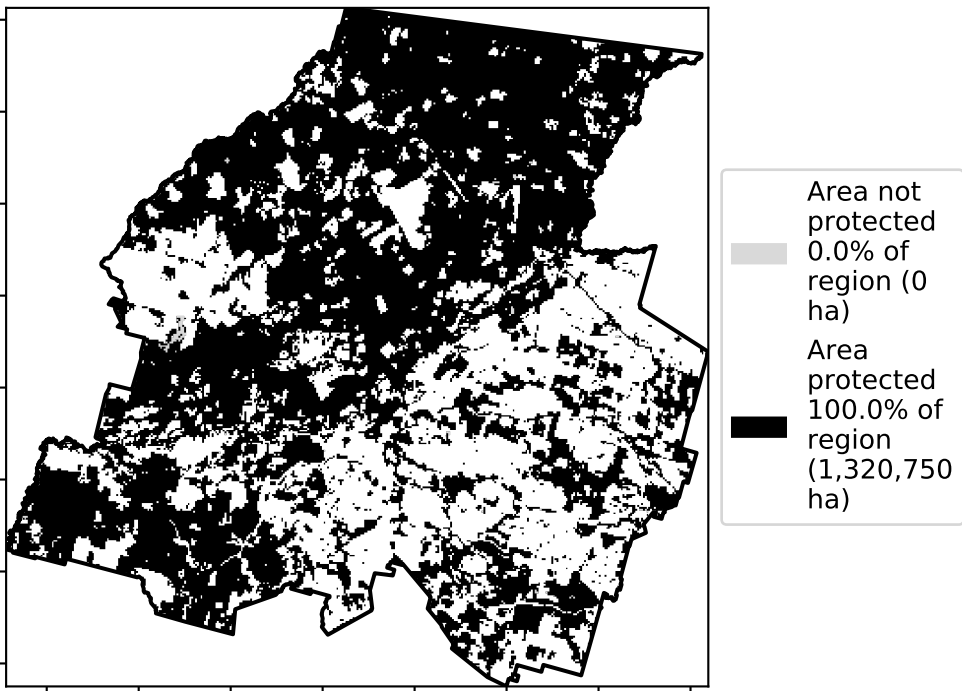 Area not
protected
0.0% of
region (0
ha)
Area
protected
100.0% of
region
(1,320,750
ha)